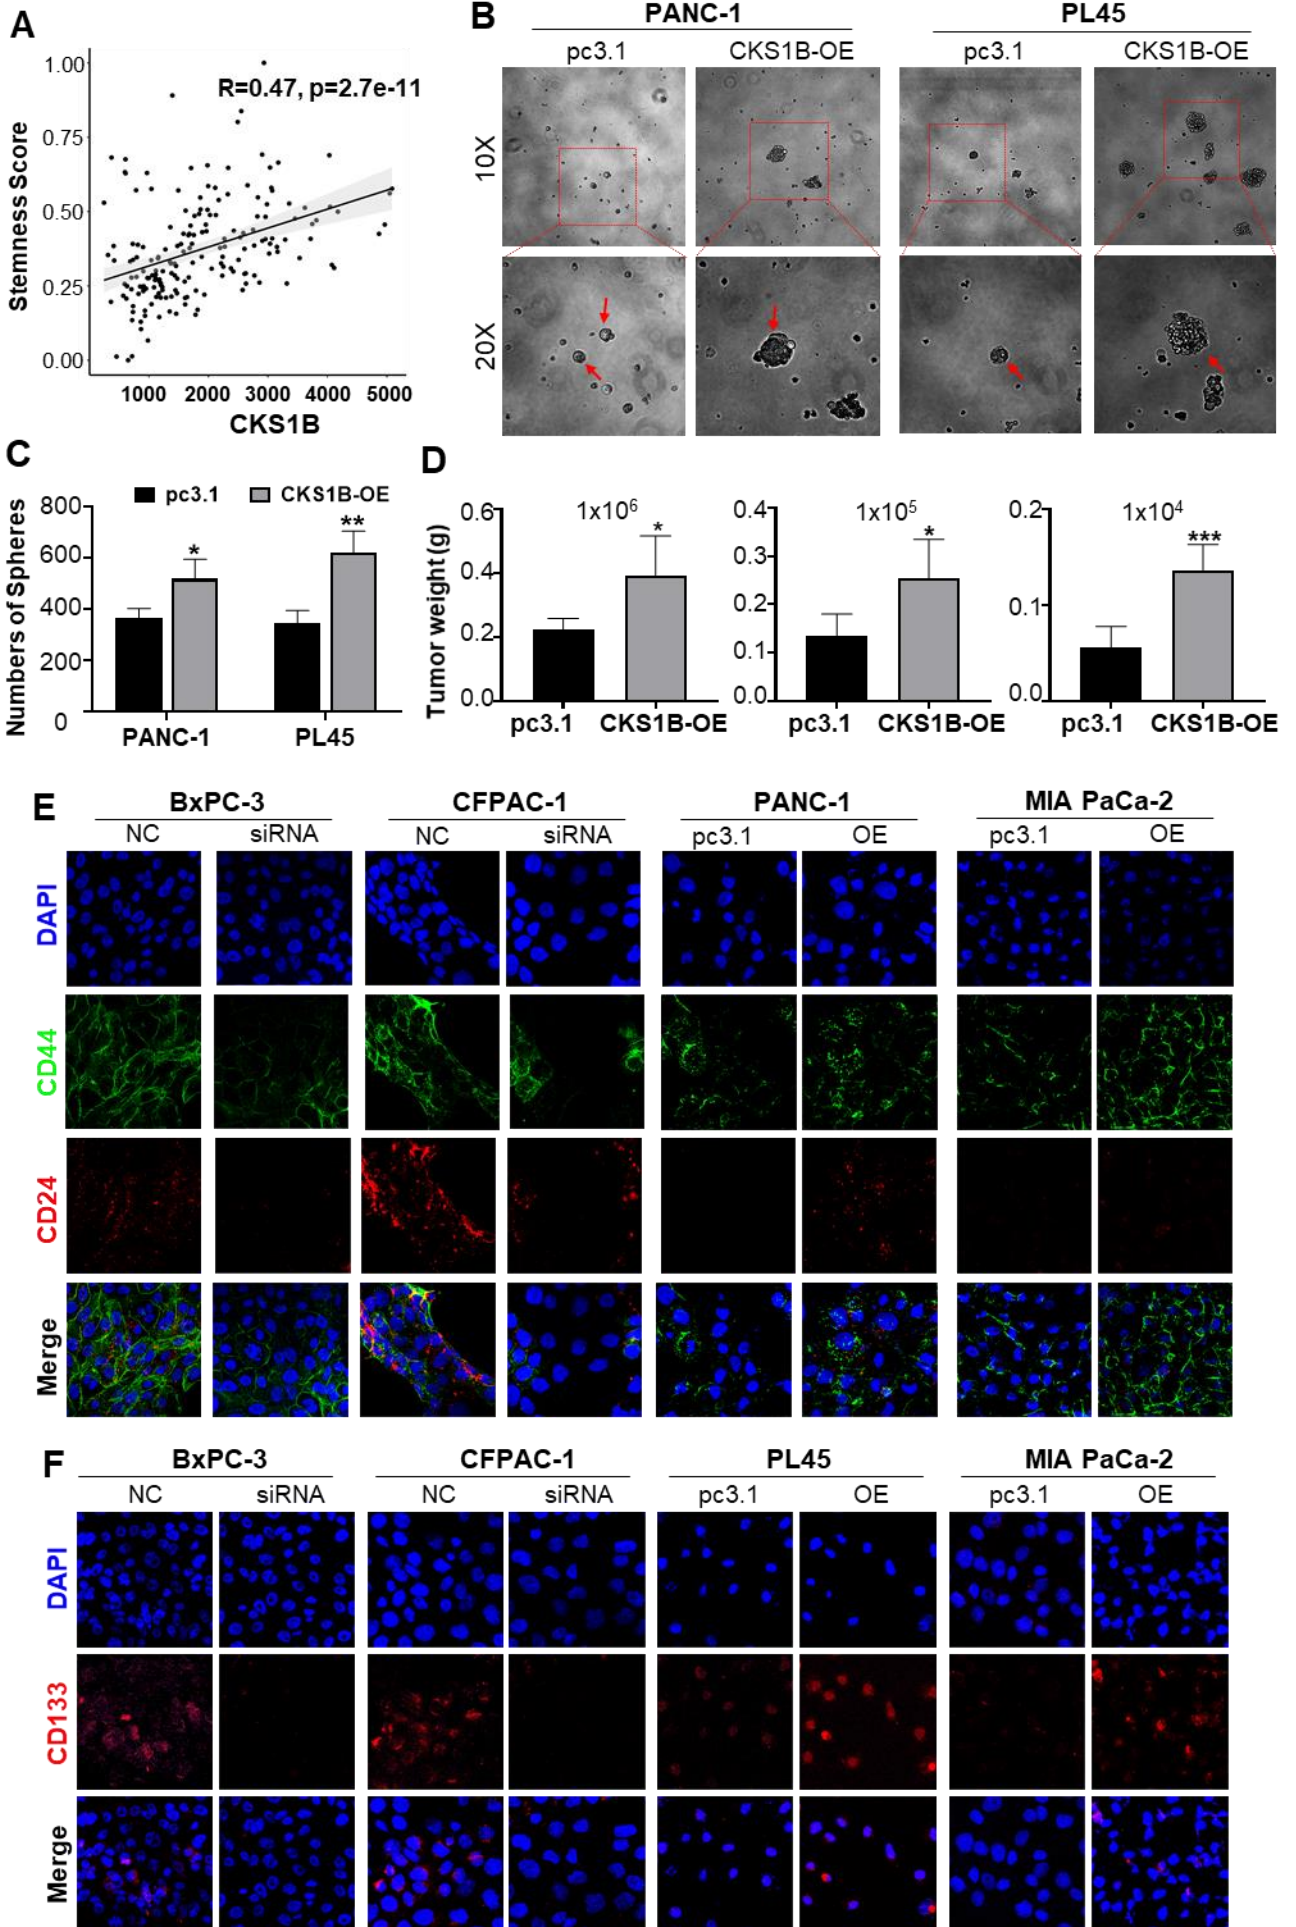 A
R=0.47, p=2.7e-11
Stemness Score
1.00
0.75
0.50
0.25
0.00
1000 2000 3000 4000 5000
CKS1B
B
PANC-1 PL45
pc3.1 CKS1B-OE pc3.1 CKS1B-OE
10X
20X
C
pc3.1 CKS1B-OE
Numbers of Spheres
800
600
400
200
0
* **
PANC-1 PL45
D
Tumor weight (g)
1x10⁶
0.6
0.4
0.2
0.0
*
pc3.1 CKS1B-OE
1x10⁵
0.4
0.3
0.2
0.1
0.0
*
pc3.1 CKS1B-OE
1x10⁴
0.2
0.1
0.0
***
pc3.1 CKS1B-OE
E
BxPC-3 CFPAC-1 PANC-1 MIA PaCa-2
NC siRNA NC siRNA pc3.1 OE pc3.1 OE
DAPI
CD44
CD24
Merge
F
BxPC-3 CFPAC-1 PL45 MIA PaCa-2
NC siRNA NC siRNA pc3.1 OE pc3.1 OE
DAPI
CD133
Merge